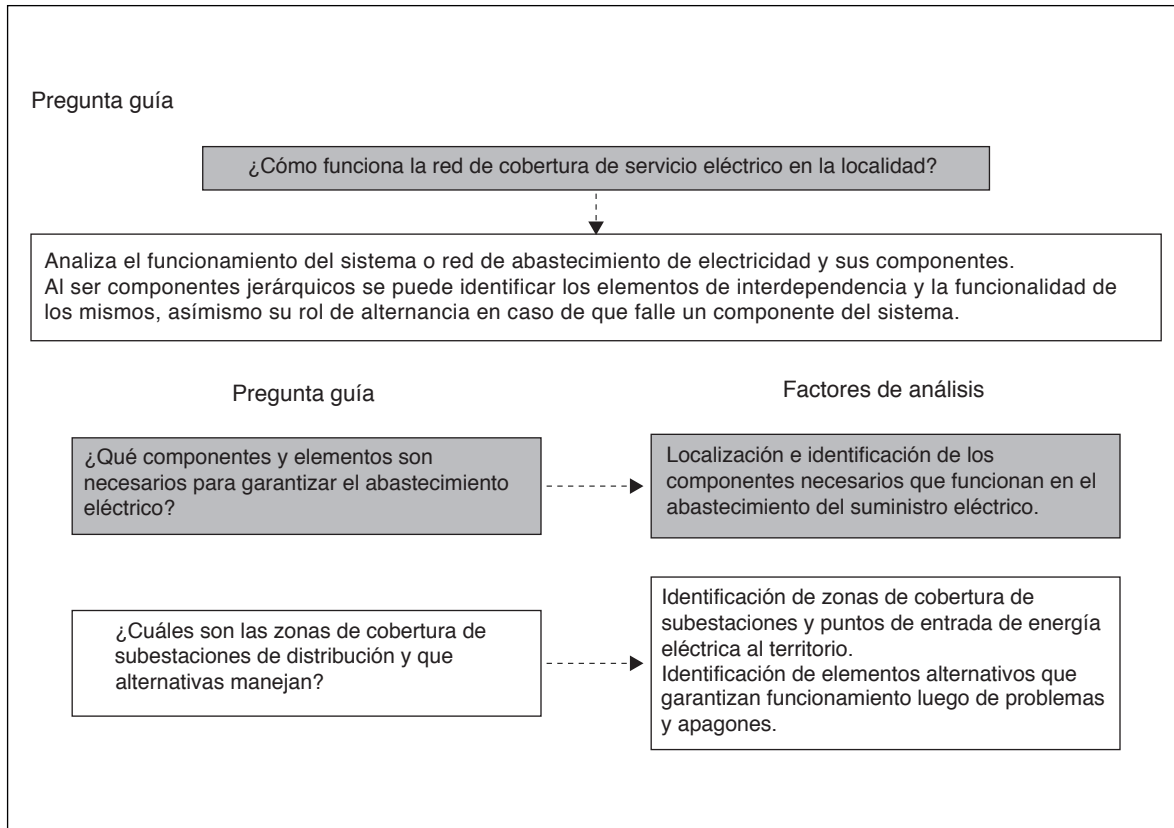 Pregunta guía
¿Cómo funciona la red de cobertura de servicio eléctrico en la localidad?
Analiza el funcionamiento del sistema o red de abastecimiento de electricidad y sus componentes.
Al ser componentes jerárquicos se puede identificar los elementos de interdependencia y la funcionalidad de
los mismos, asímismo su rol de alternancia en caso de que falle un componente del sistema.
Pregunta guía
Factores de análisis
¿Qué componentes y elementos son
necesarios para garantizar el abastecimiento
eléctrico?
Localización e identificación de los
componentes necesarios que funcionan en el
abastecimiento del suministro eléctrico.
¿Cuáles son las zonas de cobertura de
subestaciones de distribución y que
alternativas manejan?
Identificación de zonas de cobertura de
subestaciones y puntos de entrada de energía
eléctrica al territorio.
Identificación de elementos alternativos que
garantizan funcionamiento luego de problemas
y apagones.